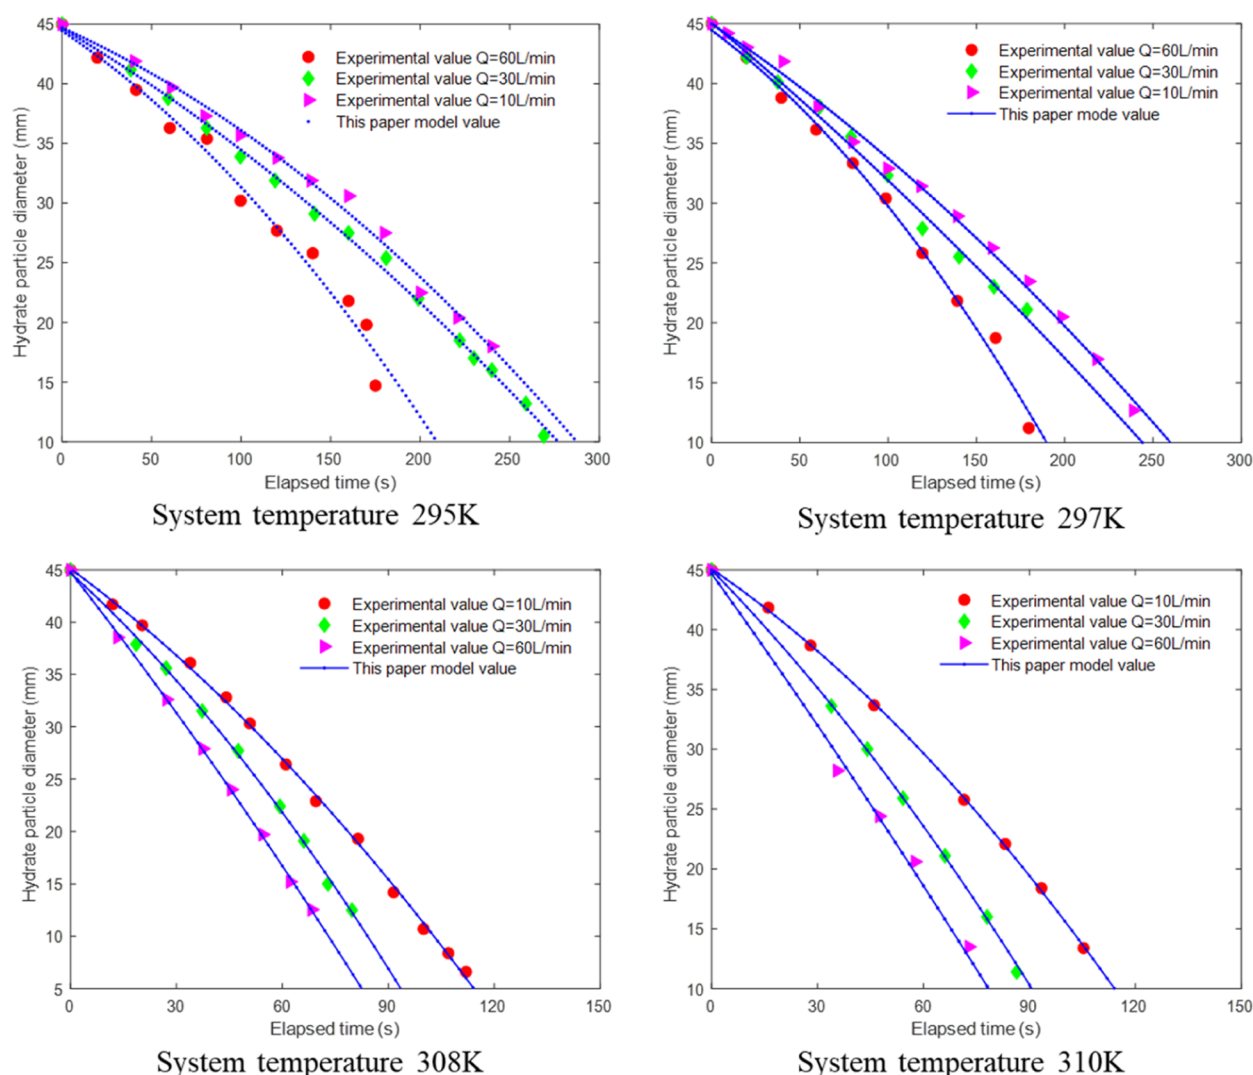 45
40
35
30
25
20
15
10
Hydrate particle diameter (mm)
Experimental value Q=60L/min
Experimental value Q=30L/min
Experimental value Q=10L/min
This paper model value
0
50
100
150
200
250
300
Elapsed time (s)
System temperature 295K
45
40
35
30
25
20
15
10
Hydrate particle diameter (mm)
Experimental value Q=60L/min
Experimental value Q=30L/min
Experimental value Q=10L/min
This paper mode value
0
50
100
150
200
250
300
Elapsed time (s)
System temperature 297K
45
40
35
30
25
20
15
10
5
Hydrate particle diameter (mm)
Experimental value Q=10L/min
Experimental value Q=30L/min
Experimental value Q=60L/min
This paper model value
0
30
60
90
120
150
Elapsed time (s)
System temperature 308K
45
40
35
30
25
20
15
10
Hydrate particle diameter (mm)
Experimental value Q=10L/min
Experimental value Q=30L/min
Experimental value Q=60L/min
This paper model value
0
30
60
90
120
150
Elapsed time (s)
System temperature 310K